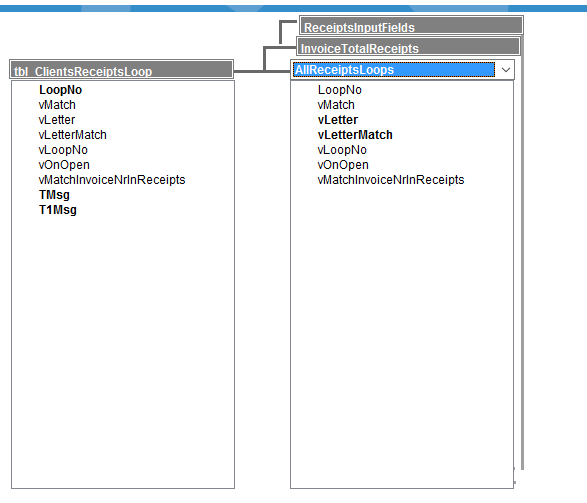 ReceiptsInputFields
InvoiceTotalReceipts
tbl_ClientsReceiptsLoop
AllReceiptsLoops
LoopNo
vMatch
vLetter
vLetterMatch
vLoopNo
vOnOpen
vMatchInvoiceNrInReceipts
TMsg
T1Msg
LoopNo
vMatch
vLetter
vLetterMatch
vLoopNo
vOnOpen
vMatchInvoiceNrInReceipts